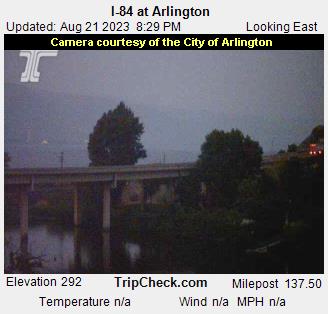 I-84 at Arlington
Updated: Aug 21 2023 8:29 PM Looking East
Camera courtesy of the City of Arlington
Elevation 292 TripCheck.com Milepost 137.50
Temperature n/a Wind n/a MPH n/a